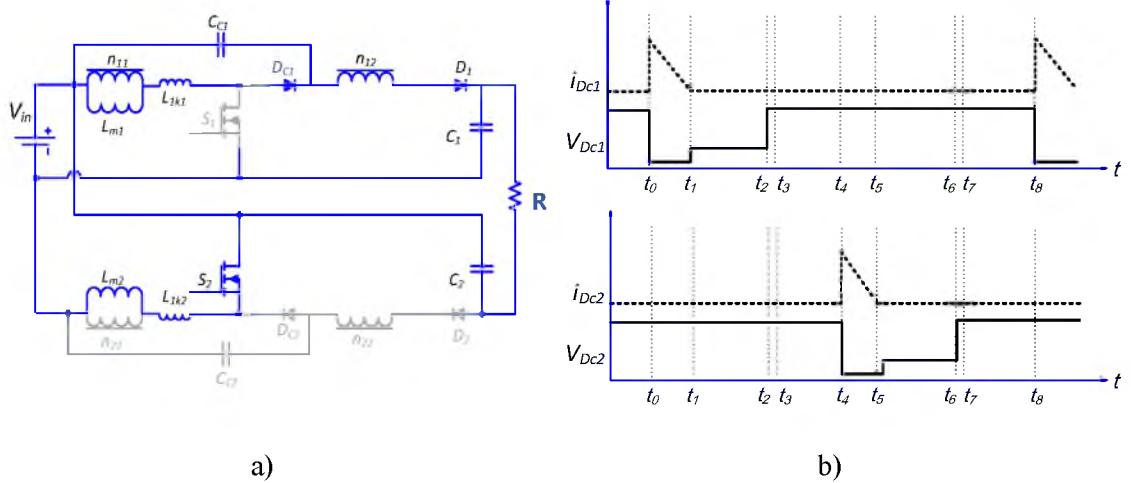 C_C1
n_11
n_12
D_C1
D_1
L_1k1
V_in
+
-
L_m1
S_1
C_1
R
L_m2
S_2
C_2
L_1k2
n_21
D_C2
n_22
D_2
C_C2
a)
i_Dc1
V_Dc1
t_0 t_1 t_2 t_3 t_4 t_5 t_6 t_7 t_8 t
i_Dc2
V_Dc2
t_0 t_1 t_2 t_3 t_4 t_5 t_6 t_7 t_8 t
b)